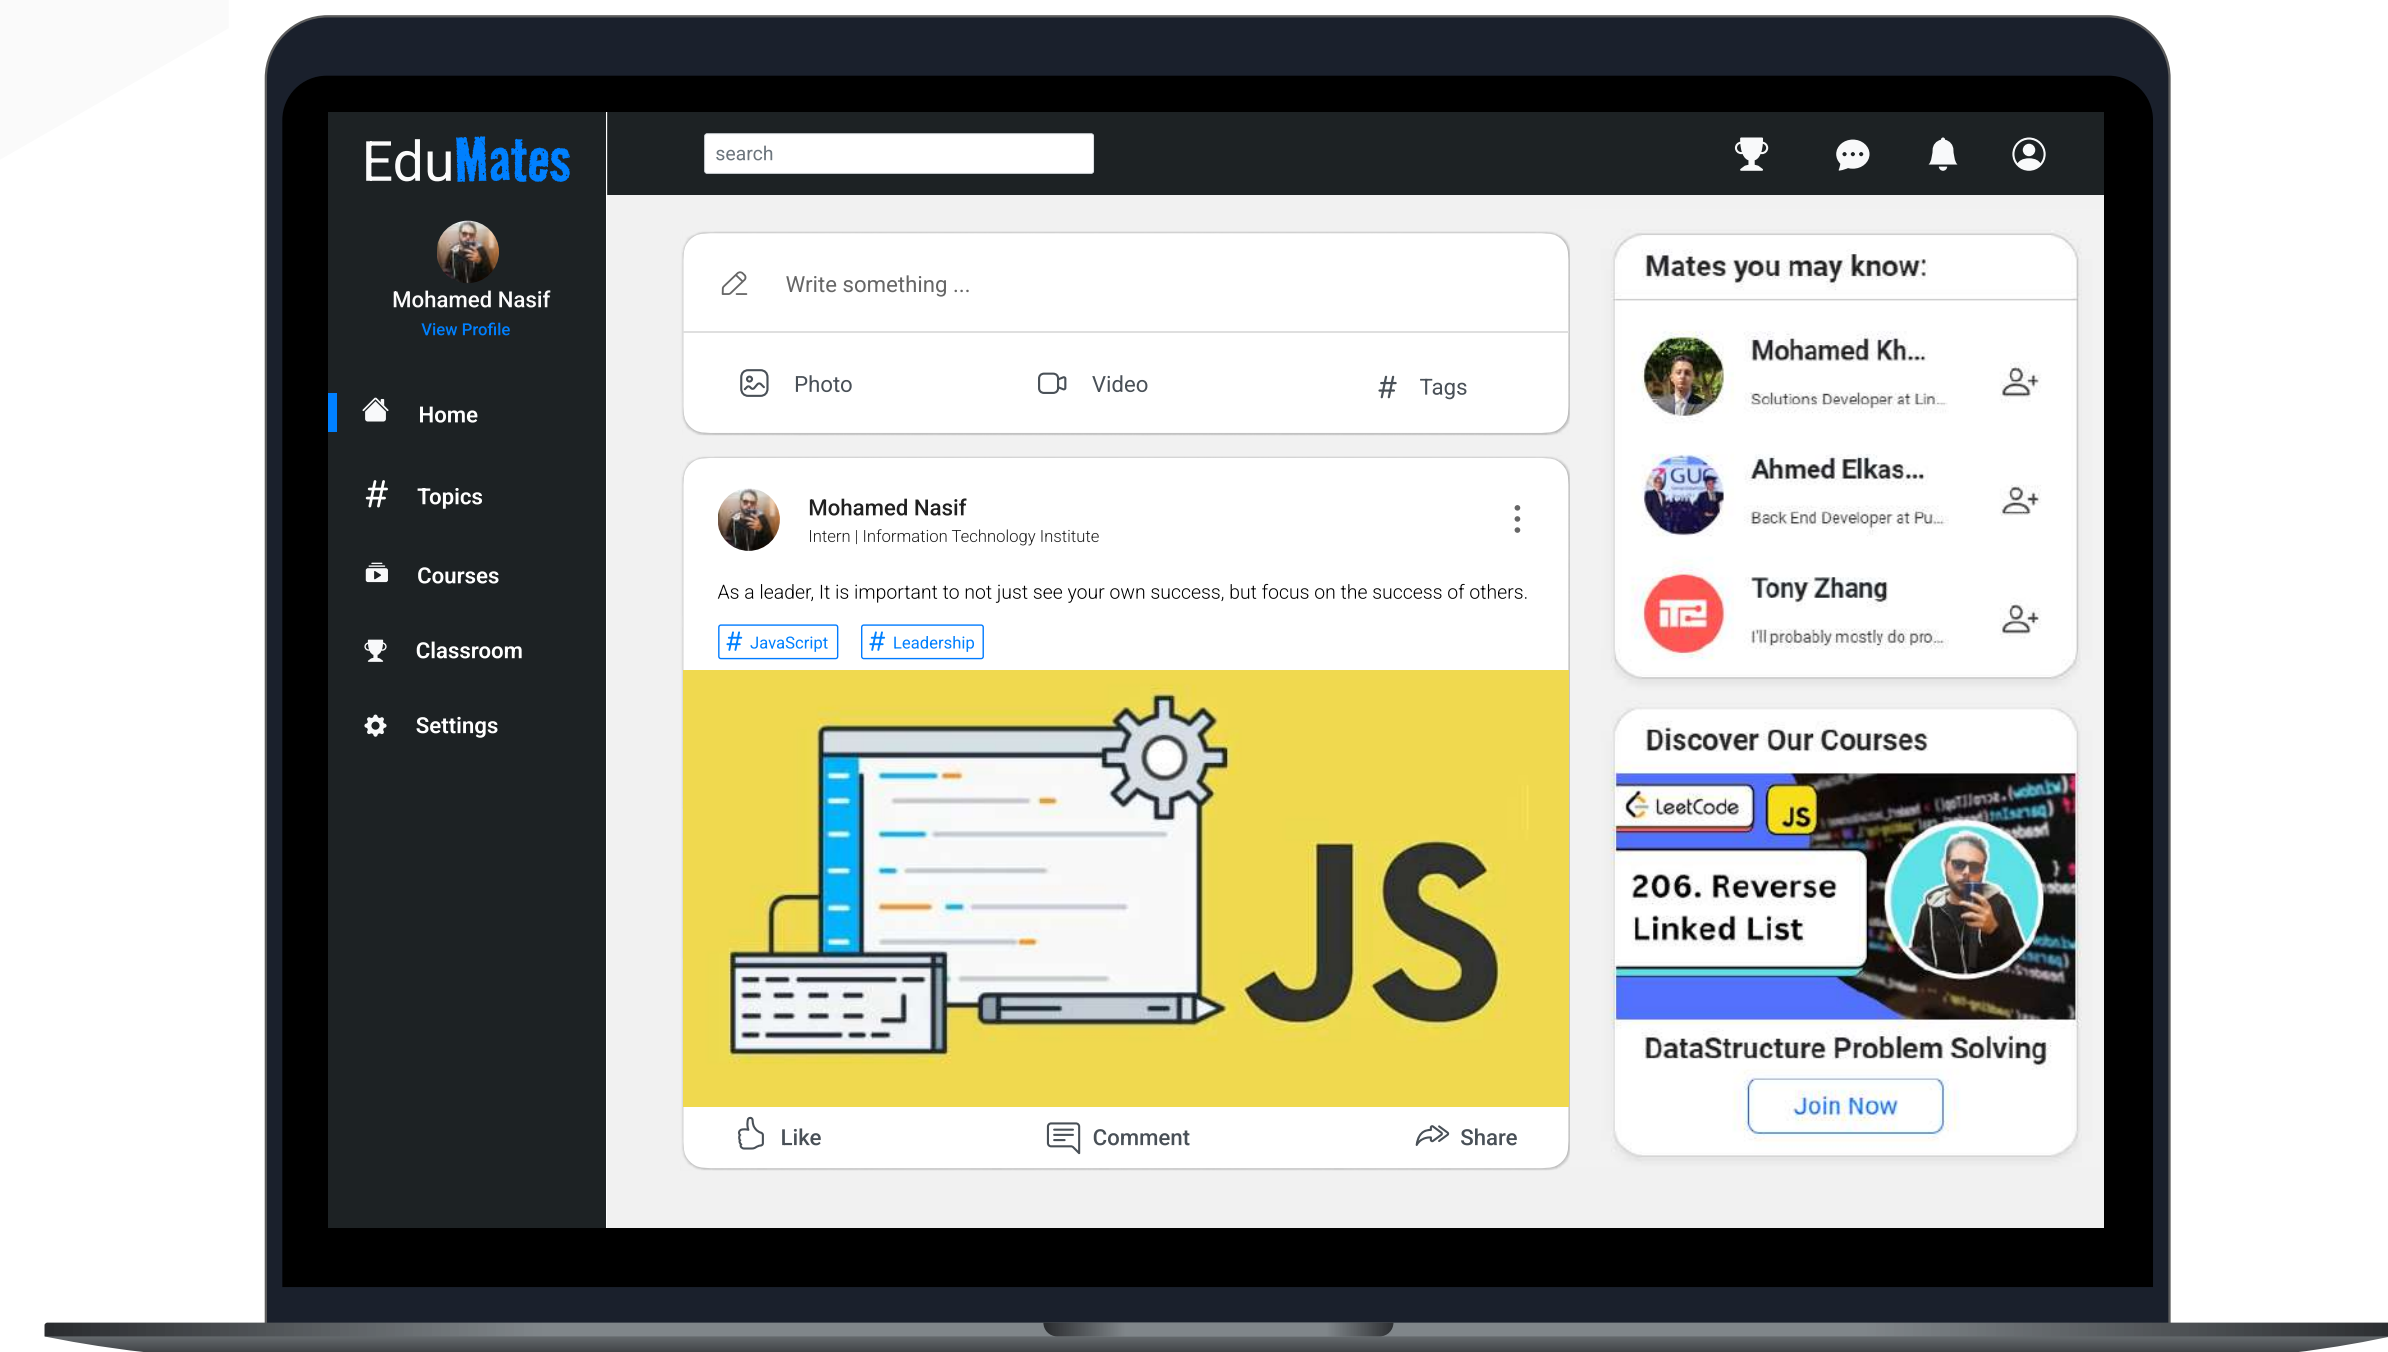 EduMates
search
Mohamed Nasif
View Profile
Home
# Topics
Courses
Classroom
Settings
Write something ...
Photo
Video
# Tags
Mohamed Nasif
Intern | Information Technology Institute
As a leader, It is important to not just see your own success, but focus on the success of others.
# JavaScript
# Leadership
JS
Like
Comment
Share
Mates you may know:
Mohamed Kh...
Solutions Developer at Lin...
GUC
Ahmed Elkas...
Back End Developer at Pu...
Tony Zhang
I'll probably mostly do pro...
Discover Our Courses
LeetCode
JS
206. Reverse
Linked List
DataStructure Problem Solving
Join Now